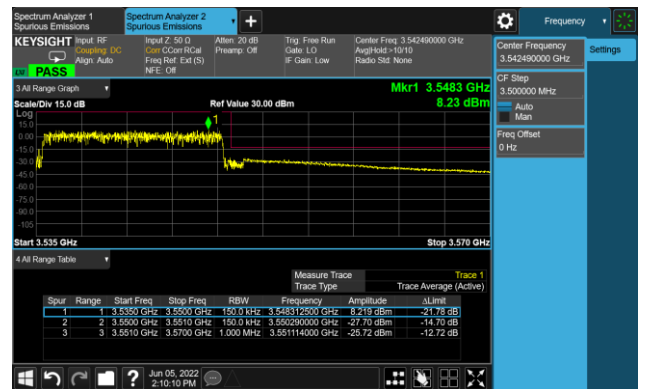 Spectrum Analyzer 1
Spurious Emissions
Spectrum Analyzer 2
Spurious Emissions
Frequency
KEYSIGHT
Input: RF
Coupling: DC
Align: Auto
Input Z: 50 Ω
Corr CCorr RCal
Freq Ref: Ext (S)
NFE: Off
Atten: 20 dB
Preamp: Off
Trig: Free Run
Gate: LO
IF Gain: Low
Center Freq: 3.542490000 GHz
Avg|Hold:>10/10
Radio Std: None
PASS
Center Frequency
3.542490000 GHz
Settings
CF Step
3.500000 MHz
Auto
Man
Freq Offset
0 Hz
3 All Range Graph
Mkr1 3.5483 GHz
Scale/Div 15.0 dB
Ref Value 30.00 dBm
8.23 dBm
Log
15.0
0.00
-15.0
-30.0
-45.0
-60.0
-75.0
-90.0
-105
1
Start 3.535 GHz
Stop 3.570 GHz
4 All Range Table
Measure Trace Trace 1
Trace Type Trace Average (Active)
Spur Range Start Freq Stop Freq RBW Frequency Amplitude ΔLimit
1 1 3.5350 GHz 3.5500 GHz 150.0 kHz 3.548312500 GHz 8.219 dBm -21.78 dB
2 2 3.5500 GHz 3.5510 GHz 150.0 kHz 3.550290000 GHz -27.70 dBm -14.70 dB
3 3 3.5510 GHz 3.5700 GHz 1.000 MHz 3.551114000 GHz -25.72 dBm -12.72 dB
Jun 05, 2022
2:10:10 PM